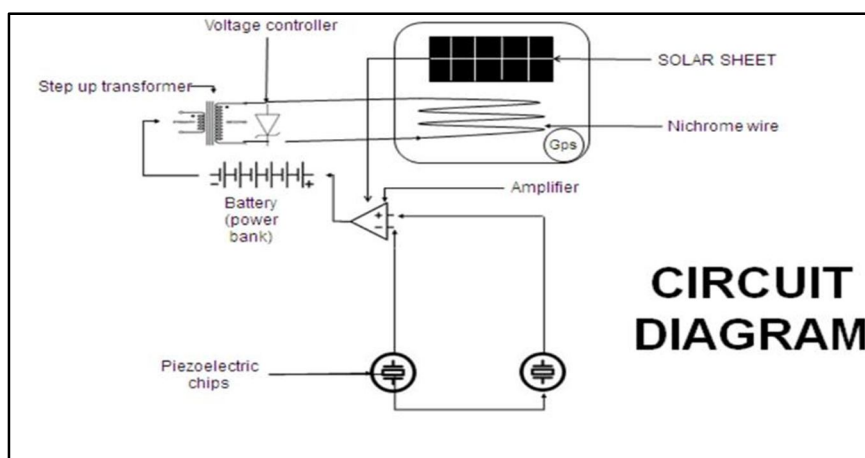 Voltage controller
SOLAR SHEET
Step up transformer
Nichrome wire
Gps
Amplifier
- +
Battery
(power
bank)
+
-
CIRCUIT
DIAGRAM
Piezoelectric
chips